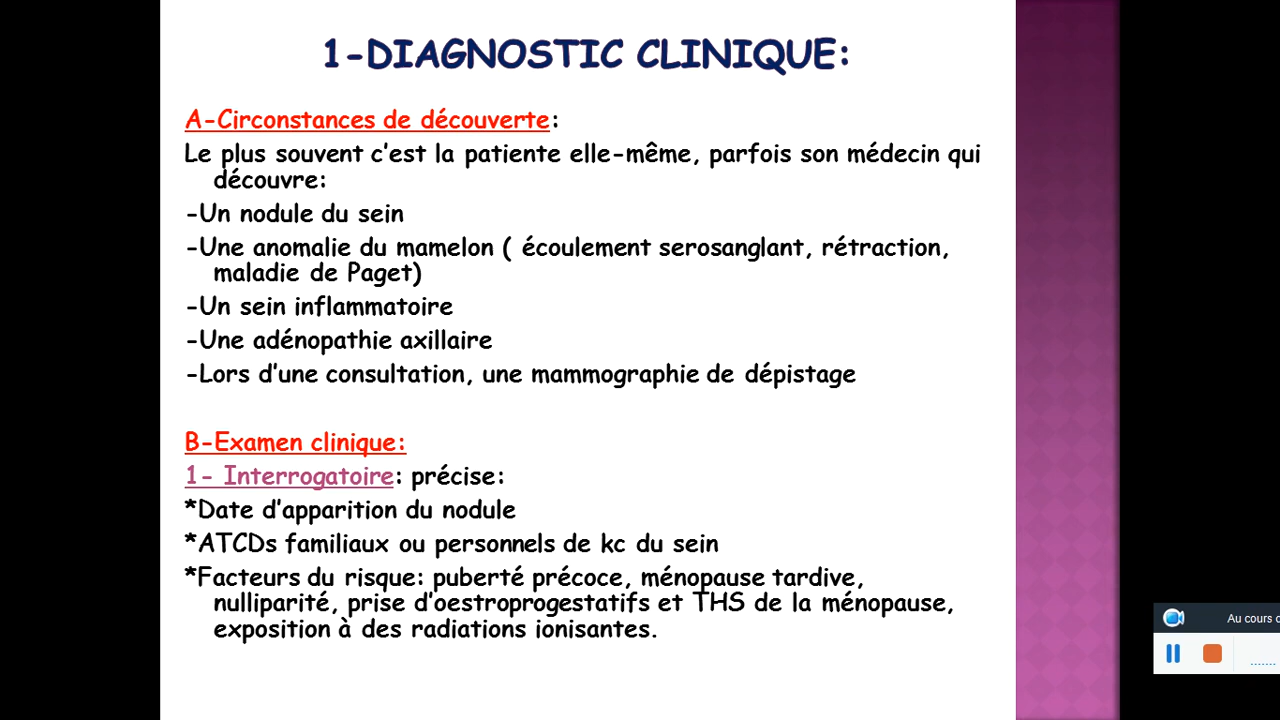 1-DIAGNOSTIC CLINIQUE:
A-Circonstances de découverte:
Le plus souvent c'est la patiente elle-même, parfois son médecin qui
découvre:
-Un nodule du sein
-Une anomalie du mamelon ( écoulement serosanglant, rétraction,
maladie de Paget)
-Un sein inflammatoire
-Une adénopathie axillaire
-Lors d'une consultation, une mammographie de dépistage
B-Examen clinique:
1- Interrogatoire: précise:
*Date d'apparition du nodule
*ATCDs familiaux ou personnels de kc du sein
*Facteurs du risque: puberté précoce, ménopause tardive,
nulliparité, prise d'oestroprogestatifs et THS de la ménopause,
exposition à des radiations ionisantes.
Au cours